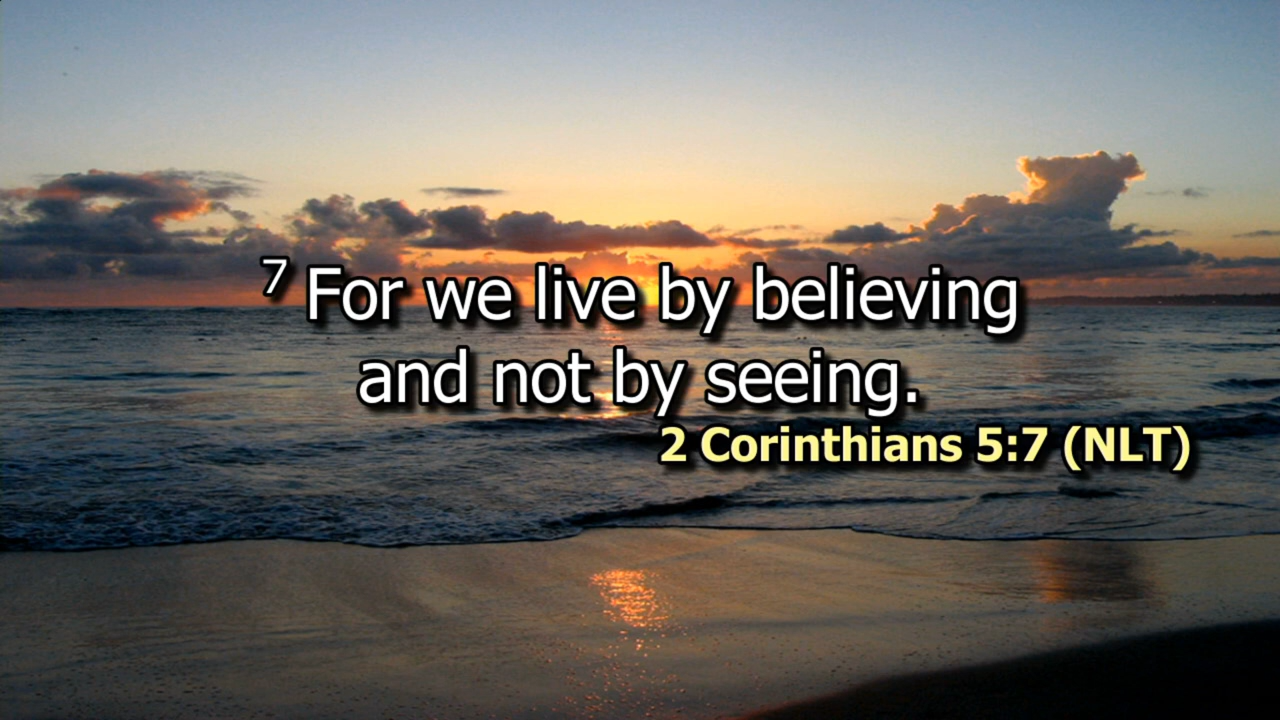 7 For we live by believing
and not by seeing.
2 Corinthians 5:7 (NLT)